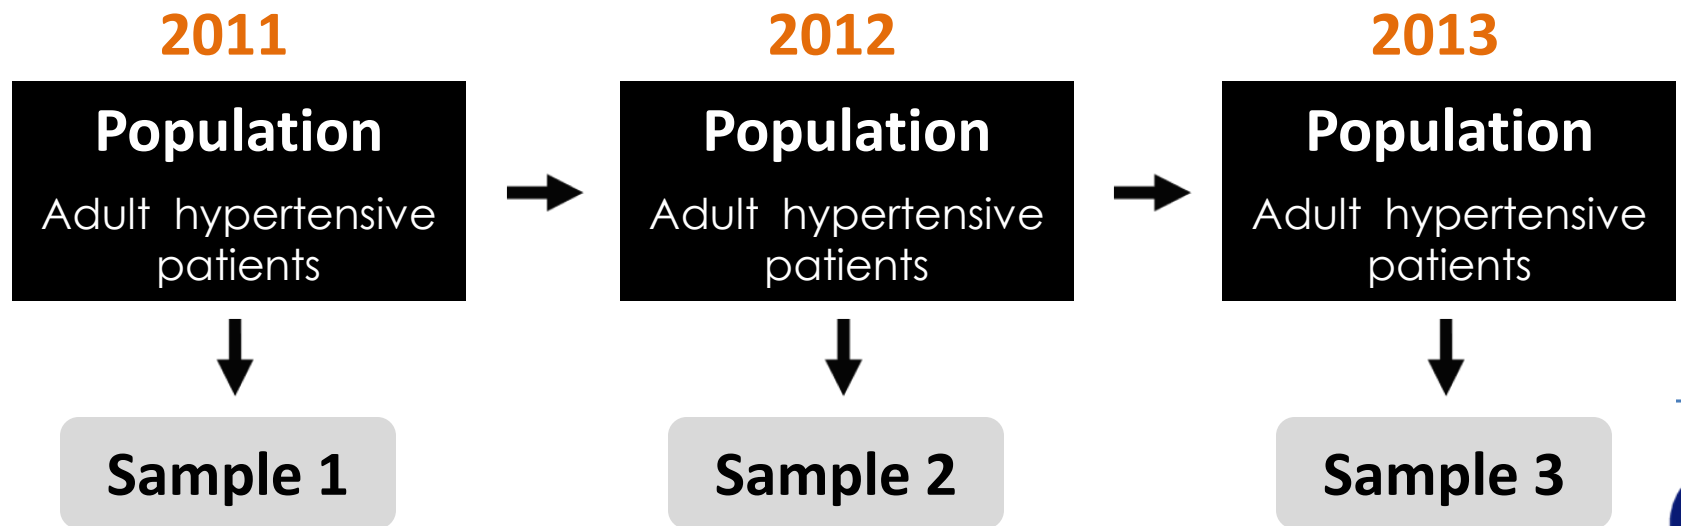 2011
2012
2013
Population
Adult hypertensive
patients
Population
Adult hypertensive
patients
Population
Adult hypertensive
patients
Sample 1
Sample 2
Sample 3